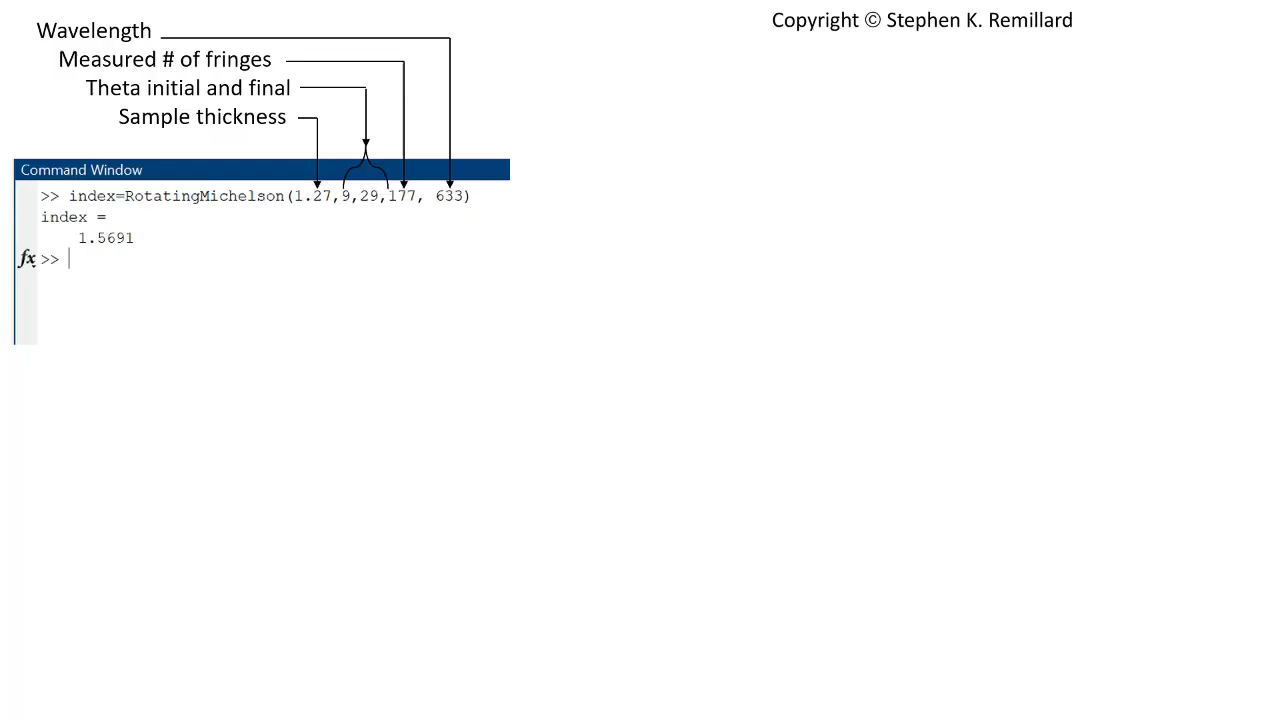 Copyright © Stephen K. Remillard
Wavelength
Measured # of fringes
Theta initial and final
Sample thickness
Command Window
>> index=RotatingMichelson(1.27,9,29,177, 633)
index =
1.5691
fx >>